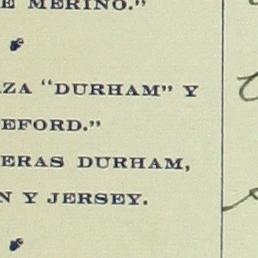 E MERINO."
ZA "DURHAM" Y
EFORD."
ERAS DURHAM,
N Y JERSEY.